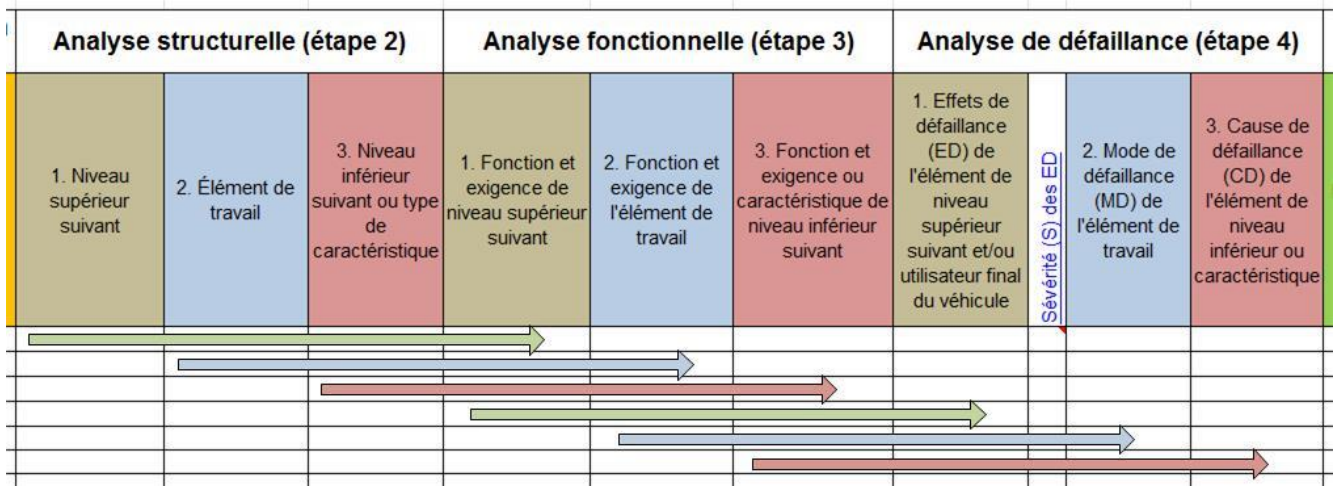 Analyse structurelle (étape 2)
Analyse fonctionnelle (étape 3)
Analyse de défaillance (étape 4)
1. Niveau
supérieur
suivant
2. Élément de
travail
3. Niveau
inférieur
suivant ou type
de
caractéristique
1. Fonction et
exigence de
niveau supérieur
suivant
2. Fonction et
exigence de
l'élément de
travail
3. Fonction et
exigence ou
caractéristique de
niveau inférieur
suivant
1. Effets de
défaillance
(ED) de
l'élément de
niveau
supérieur
suivant et/ou
utilisateur final
du véhicule
Sévérité (S) des ED
2. Mode de
défaillance
(MD) de
l'élément de
travail
3. Cause de
défaillance
(CD) de
l'élément de
niveau
inférieur ou
caractéristique